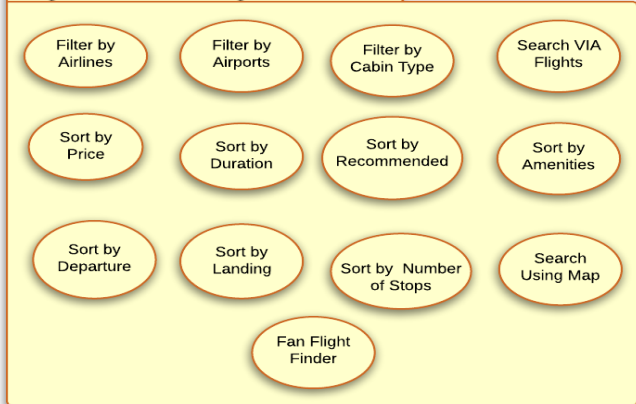 Filter by
Airlines
Filter by
Airports
Filter by
Cabin Type
Search VIA
Flights
Sort by
Price
Sort by
Duration
Sort by
Recommended
Sort by
Amenities
Sort by
Departure
Sort by
Landing
Sort by  Number
of Stops
Search
Using Map
Fan Flight
Finder